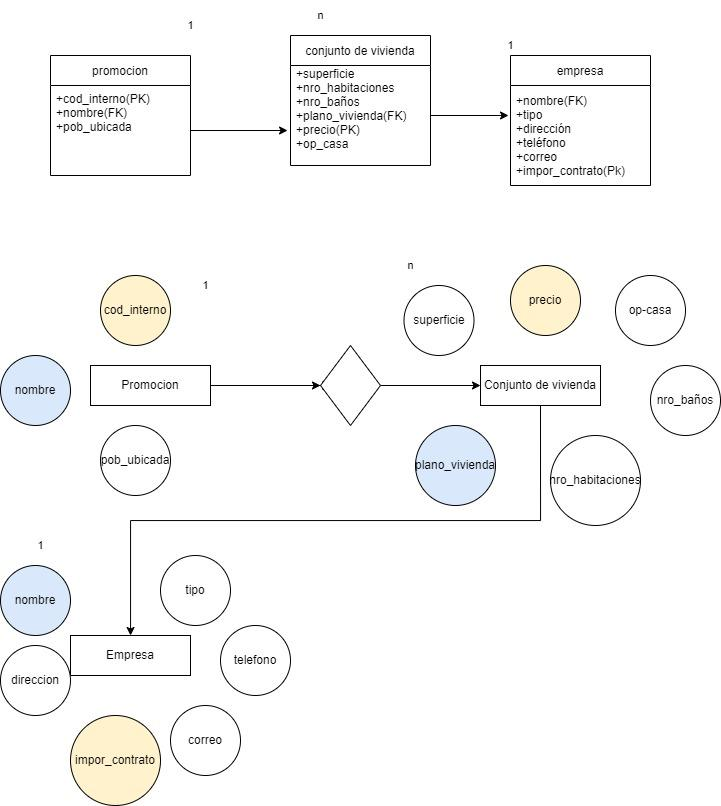 1
n
1
promocion
+cod_interno(PK)
+nombre(FK)
+pob_ubicada
conjunto de vivienda
+superficie
+nro_habitaciones
+nro_baños
+plano_vivienda(FK)
+precio(PK)
+op_casa
empresa
+nombre(FK)
+tipo
+dirección
+teléfono
+correo
+impor_contrato(Pk)
1
n
cod_interno
superficie
precio
op-casa
nombre
Promocion
Conjunto de vivienda
nro_baños
pob_ubicada
plano_vivienda
nro_habitaciones
1
nombre
tipo
Empresa
telefono
direccion
correo
impor_contrato